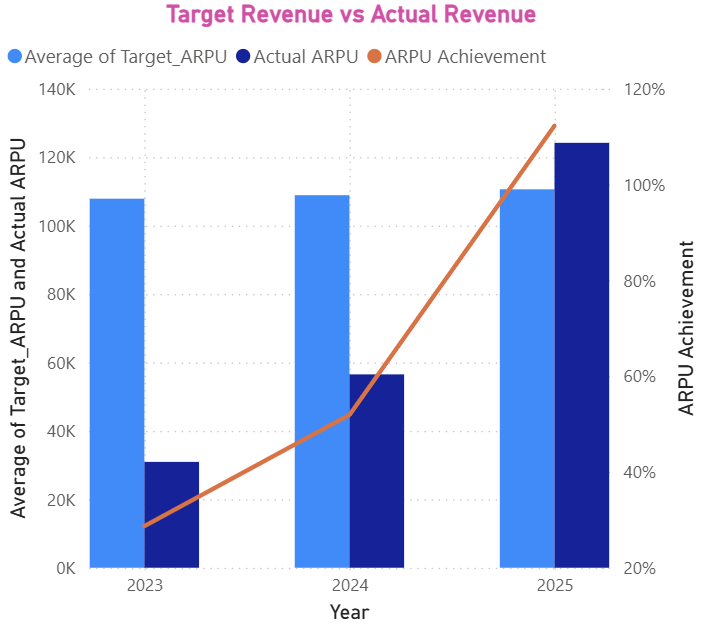 Target Revenue vs Actual Revenue
Average of Target_ARPU Actual ARPU ARPU Achievement
Average of Target_ARPU and Actual ARPU
140K
120K
100K
80K
60K
40K
20K
0K
120%
100%
80%
60%
40%
20%
ARPU Achievement
2023 2024 2025
Year